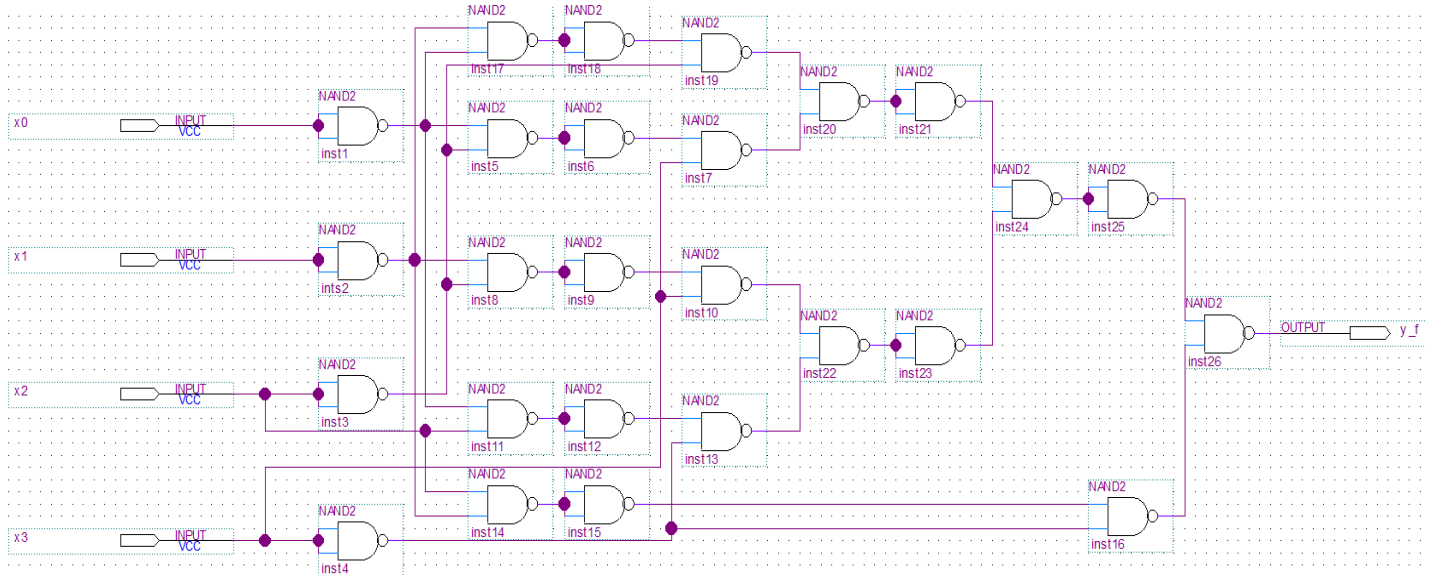 NAND2
inst17
NAND2
inst18
NAND2
inst19
NAND2
inst20
NAND2
inst21
x0
INPUT
VCC
NAND2
inst1
NAND2
inst5
NAND2
inst6
NAND2
inst7
NAND2
inst24
NAND2
inst25
x1
INPUT
VCC
NAND2
ints2
NAND2
inst8
NAND2
inst9
NAND2
inst10
NAND2
inst22
NAND2
inst23
NAND2
inst26
OUTPUT
y_f
x2
INPUT
VCC
NAND2
inst3
NAND2
inst11
NAND2
inst12
NAND2
inst13
x3
INPUT
VCC
NAND2
inst4
NAND2
inst14
NAND2
inst15
NAND2
inst16